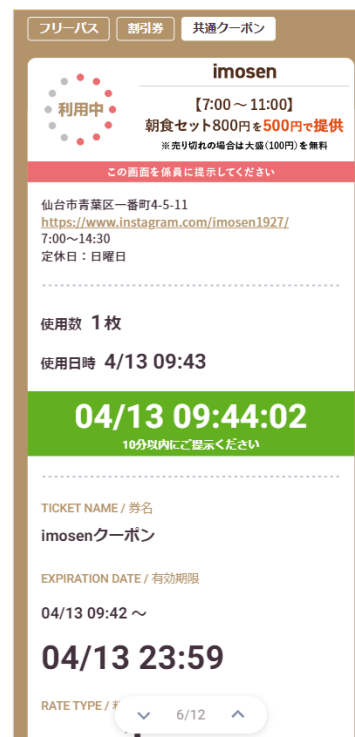 フリーパス
割引券
共通クーポン
利用中
imosen
【7:00～11:00】
朝食セット800円を500円で提供
※売り切れの場合は大盛(100円)を無料
この画面を係員に提示してください
仙台市青葉区一番町4-5-11
https://www.instagram.com/imosen1927/
7:00～14:30
定休日：日曜日
使用数 1枚
使用日時 4/13 09:43
04/13 09:44:02
10分以内にご提示ください
TICKET NAME / 券名
imosenクーポン
EXPIRATION DATE / 有効期限
04/13 09:42 ～
04/13 23:59
RATE TYPE /
6/12